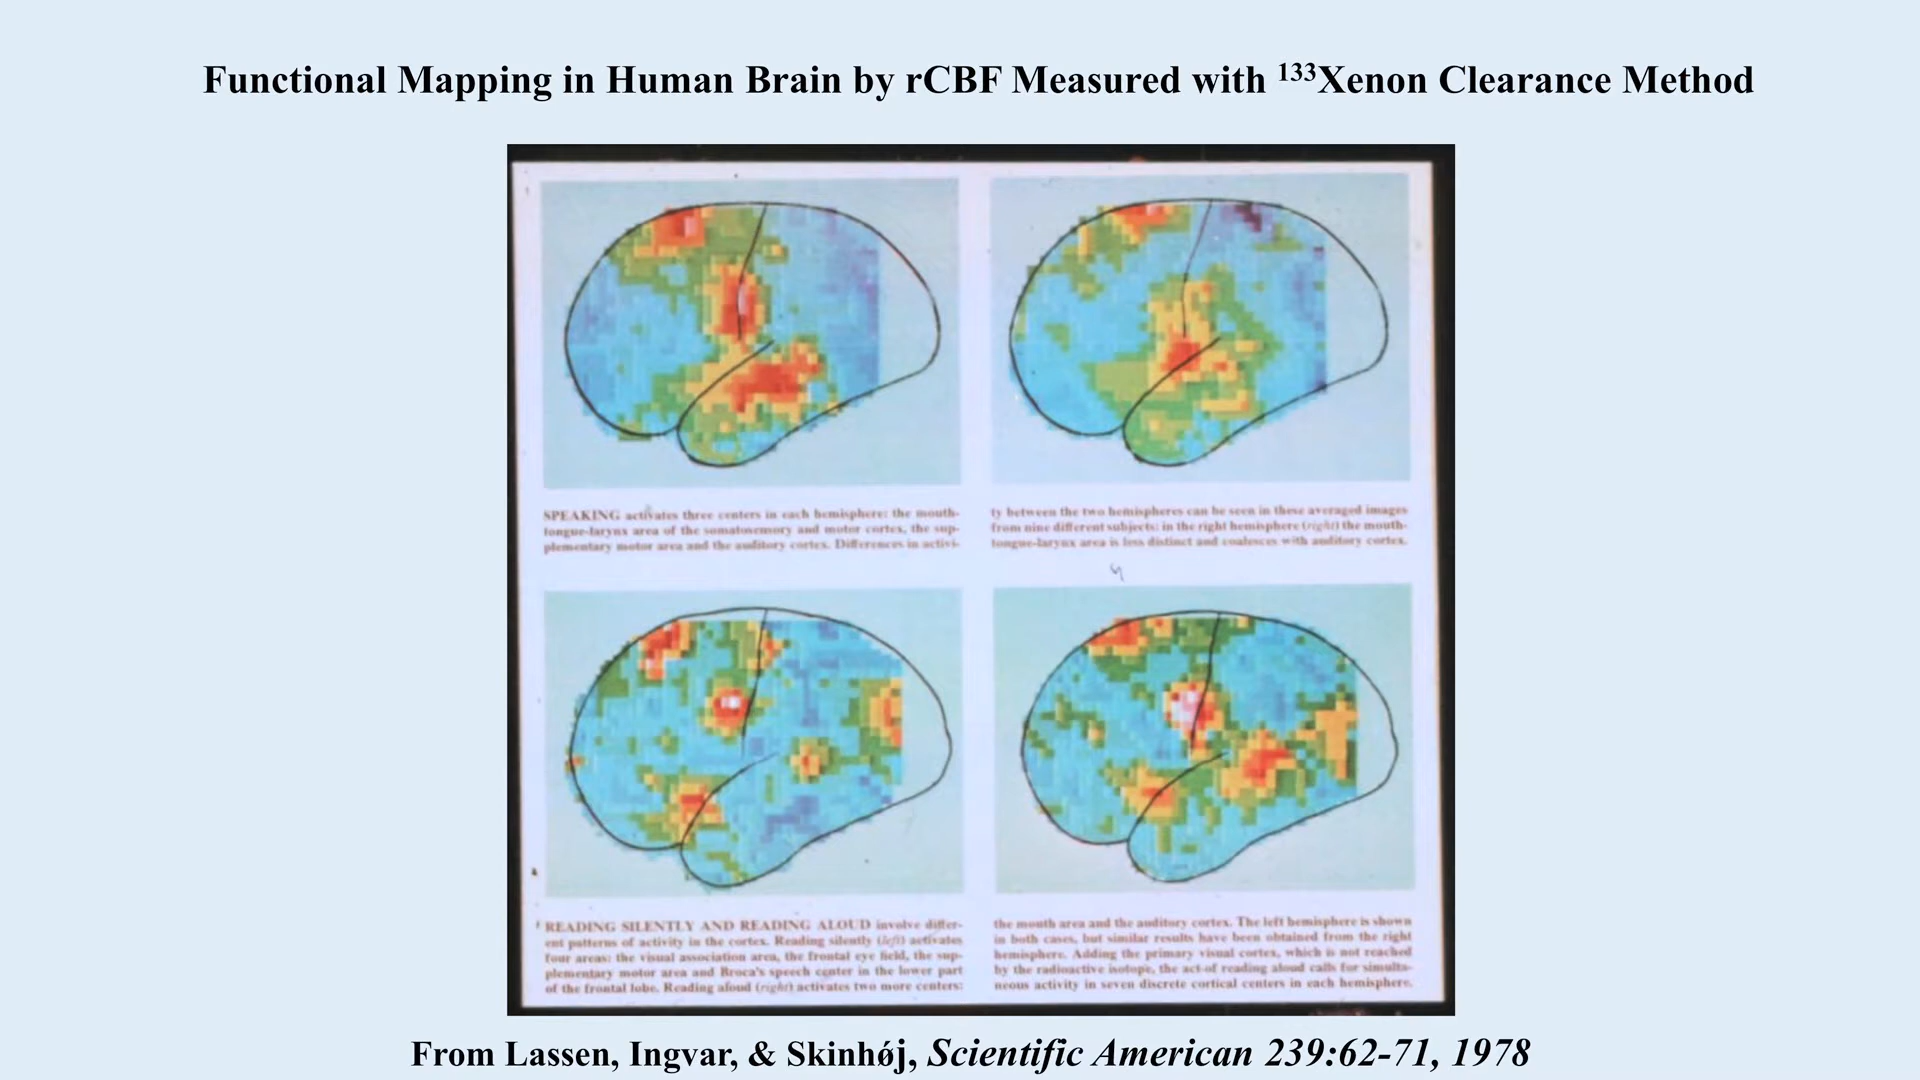 Functional Mapping in Human Brain by rCBF Measured with ¹³³Xenon Clearance Method
SPEAKING activates three centers in each hemisphere: the mouth-
tongue-larynx area of the somatosensory and motor cortex, the sup-
plementary motor area and the auditory cortex. Differences in activi-
ty between the two hemispheres can be seen in these averaged images
from nine different subjects: in the right hemisphere (right) the mouth-
tongue-larynx area is less distinct and coalesces with auditory cortex.
READING SILENTLY AND READING ALOUD involve differ-
ent patterns of activity in the cortex. Reading silently (left) activates
four areas: the visual association area, the frontal eye field, the sup-
plementary motor area and Broca's speech center in the lower part
of the frontal lobe. Reading aloud (right) activates two more centers:
the mouth area and the auditory cortex. The left hemisphere is shown
in both cases, but similar results have been obtained from the right
hemisphere. Adding the primary visual cortex, which is not reached
by the radioactive isotope, the act of reading aloud calls for simulta-
neous activity in seven discrete cortical centers in each hemisphere.
From Lassen, Ingvar, & Skinhǿj, Scientific American 239:62-71, 1978